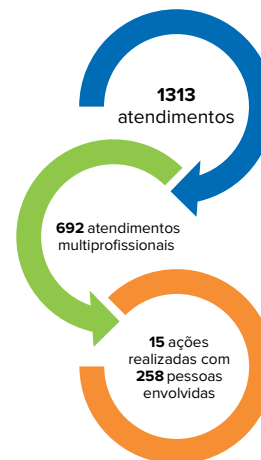 1313
atendimentos
692 atendimentos
multiprofissionais
15 ações
realizadas com
258 pessoas
envolvidas